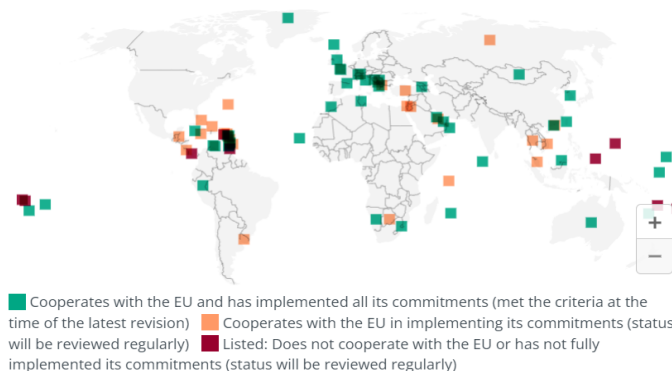 +
−
Cooperates with the EU and has implemented all its commitments (met the criteria at the
time of the latest revision) Cooperates with the EU in implementing its commitments (status
will be reviewed regularly) Listed: Does not cooperate with the EU or has not fully
implemented its commitments (status will be reviewed regularly)